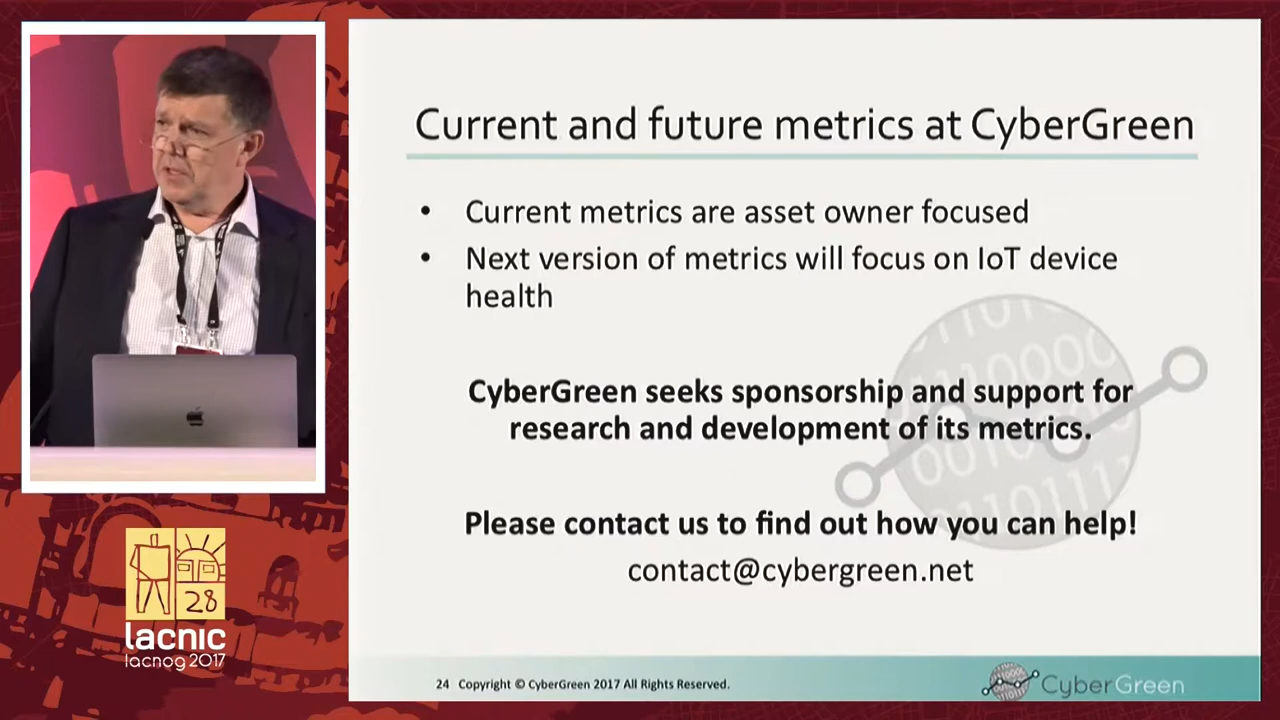 Current and future metrics at CyberGreen
• Current metrics are asset owner focused
• Next version of metrics will focus on IoT device
health
CyberGreen seeks sponsorship and support for
research and development of its metrics.
Please contact us to find out how you can help!
contact@cybergreen.net
24 Copyright © CyberGreen 2017 All Rights Reserved.
CyberGreen
28
lacnic
lacnog 2017